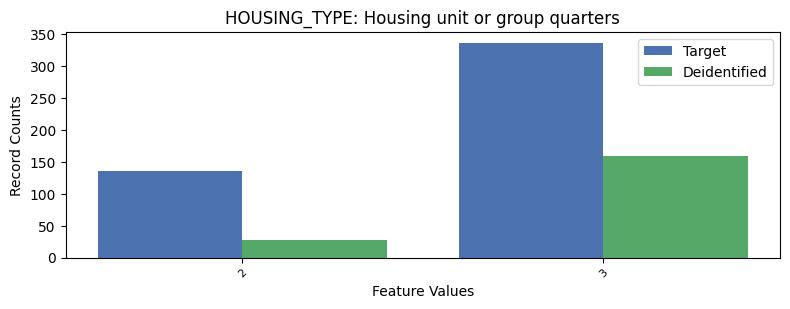 HOUSING_TYPE: Housing unit or group quarters
Target
Deidentified
Record Counts
350
300
250
200
150
100
50
0
2
3
Feature Values